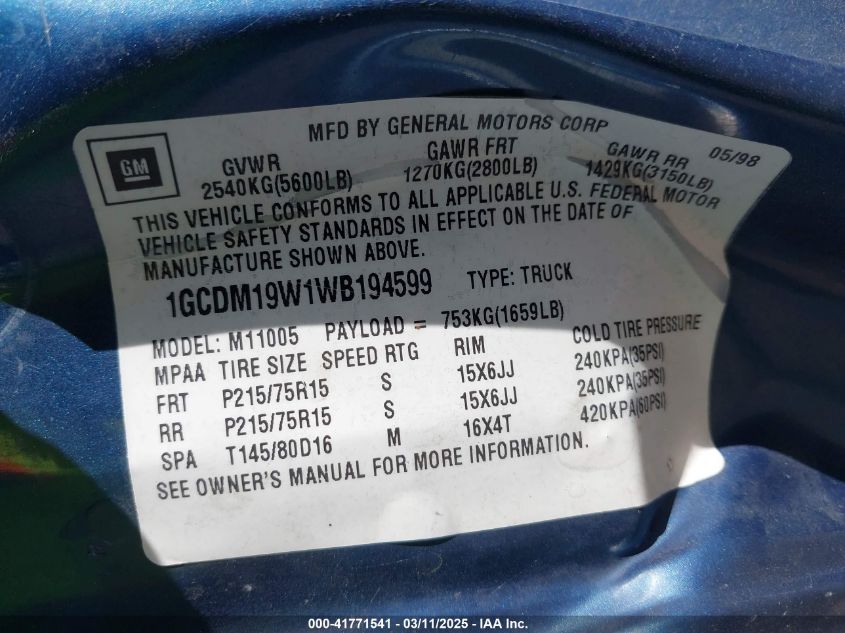 MFD BY GENERAL MOTORS CORP
05/98
GM
GVWR GAWR FRT GAWR RR
2540KG(5600LB) 1270KG(2800LB) 1429KG(3150LB)
THIS VEHICLE CONFORMS TO ALL APPLICABLE U.S. FEDERAL MOTOR
VEHICLE SAFETY STANDARDS IN EFFECT ON THE DATE OF
MANUFACTURE SHOWN ABOVE.
1GCDM19W1WB194599 TYPE: TRUCK
MODEL: M11005 PAYLOAD = 753KG(1659LB)
MPAA TIRE SIZE SPEED RTG RIM COLD TIRE PRESSURE
FRT P215/75R15 S 15X6JJ 240KPA(35PSI)
RR P215/75R15 S 15X6JJ 240KPA(35PSI)
SPA T145/80D16 M 16X4T 420KPA(60PSI)
SEE OWNER'S MANUAL FOR MORE INFORMATION.
000-41771541 - 03/11/2025 - IAA Inc.